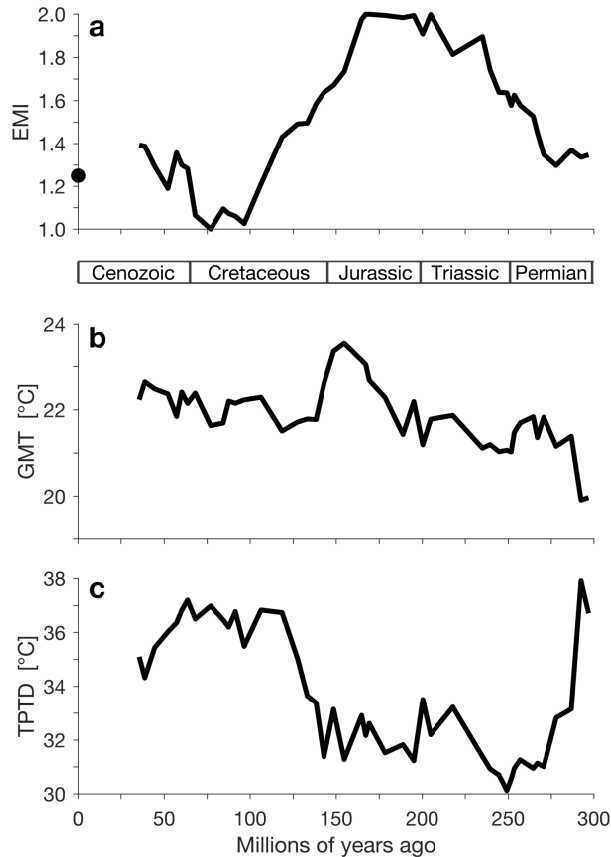 a
2.0
1.8
1.6
1.4
1.2
1.0
EMI
Cenozoic Cretaceous Jurassic Triassic Permian
b
24
22
20
GMT [°C]
c
38
36
34
32
30
TPTD [°C]
0 50 100 150 200 250 300
Millions of years ago